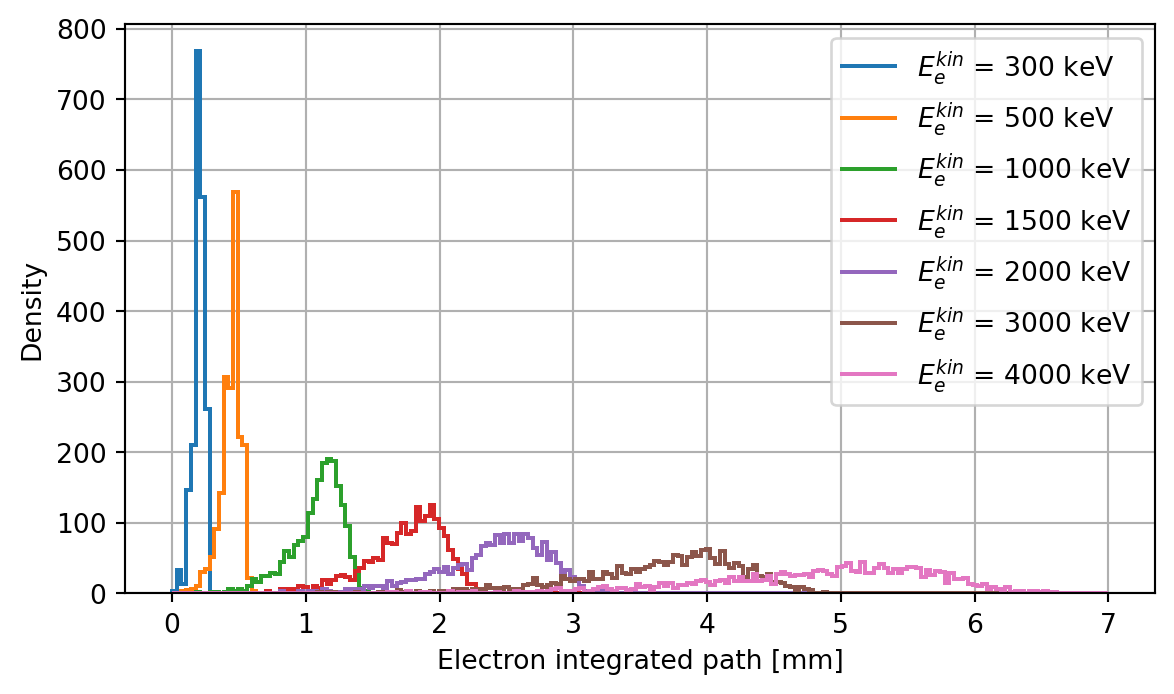 800
700
600
500
400
300
200
100
0
Density
0 1 2 3 4 5 6 7
Electron integrated path [mm]
$E_e^{kin}$ = 300 keV
$E_e^{kin}$ = 500 keV
$E_e^{kin}$ = 1000 keV
$E_e^{kin}$ = 1500 keV
$E_e^{kin}$ = 2000 keV
$E_e^{kin}$ = 3000 keV
$E_e^{kin}$ = 4000 keV